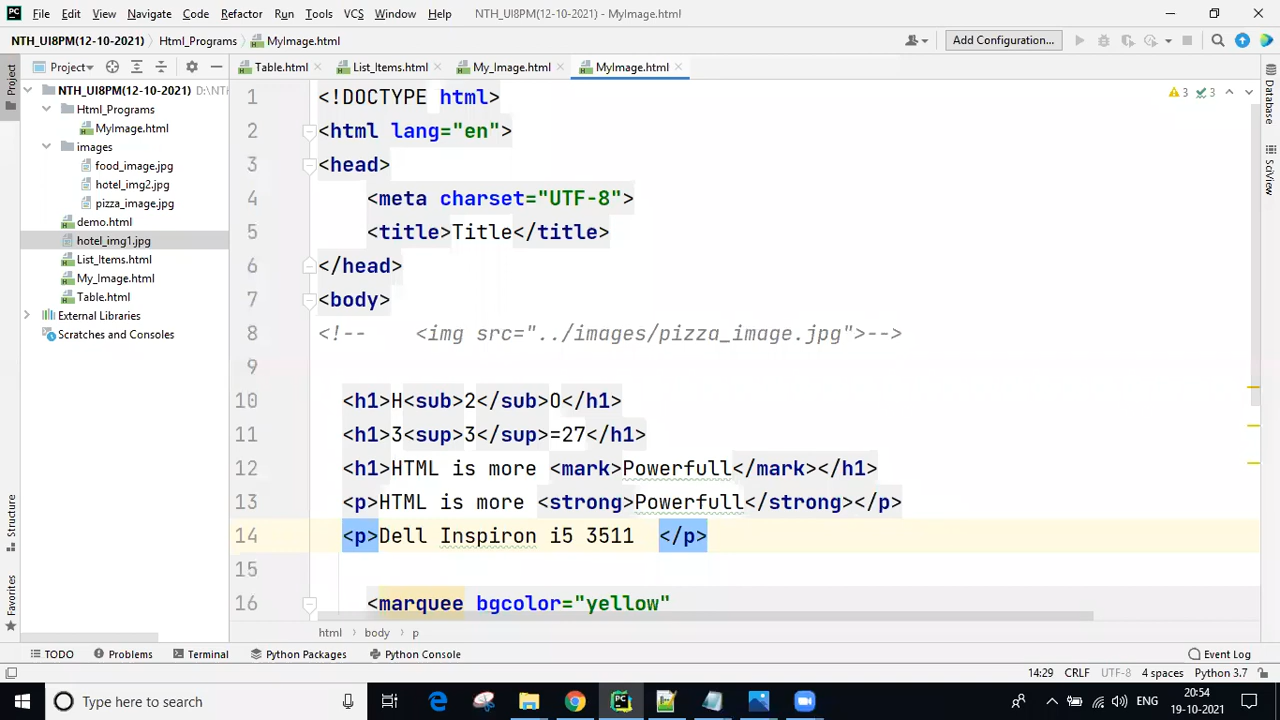 File Edit View Navigate Code Refactor Run Tools VCS Window Help NTH_UI8PM(12-10-2021) - MyImage.html
NTH_UI8PM(12-10-2021) Html_Programs MyImage.html Add Configuration...
Project Table.html List_Items.html My_Image.html MyImage.html
Project
NTH_UI8PM(12-10-2021) D:\NTH
Html_Programs
MyImage.html
images
food_image.jpg
hotel_img2.jpg
pizza_image.jpg
demo.html
hotel_img1.jpg
List_Items.html
My_Image.html
Table.html
External Libraries
Scratches and Consoles
3 3
1 <!DOCTYPE html>
2 <html lang="en">
3 <head>
4 <meta charset="UTF-8">
5 <title>Title</title>
6 </head>
7 <body>
8 <!-- <img src="../images/pizza_image.jpg">-->
9
10 <h1>H<sub>2</sub>O</h1>
11 <h1>3<sup>3</sup>=27</h1>
12 <h1>HTML is more <mark>Powerfull</mark></h1>
13 <p>HTML is more <strong>Powerfull</strong></p>
14 <p>Dell Inspiron i5 3511 </p>
15
16 <marquee bgcolor="yellow"
Database
SciView
Structure
Favorites
html body p
TODO Problems Terminal Python Packages Python Console Event Log
14:29 CRLF UTF-8 4 spaces Python 3.7
Type here to search ENG 20:54
19-10-2021